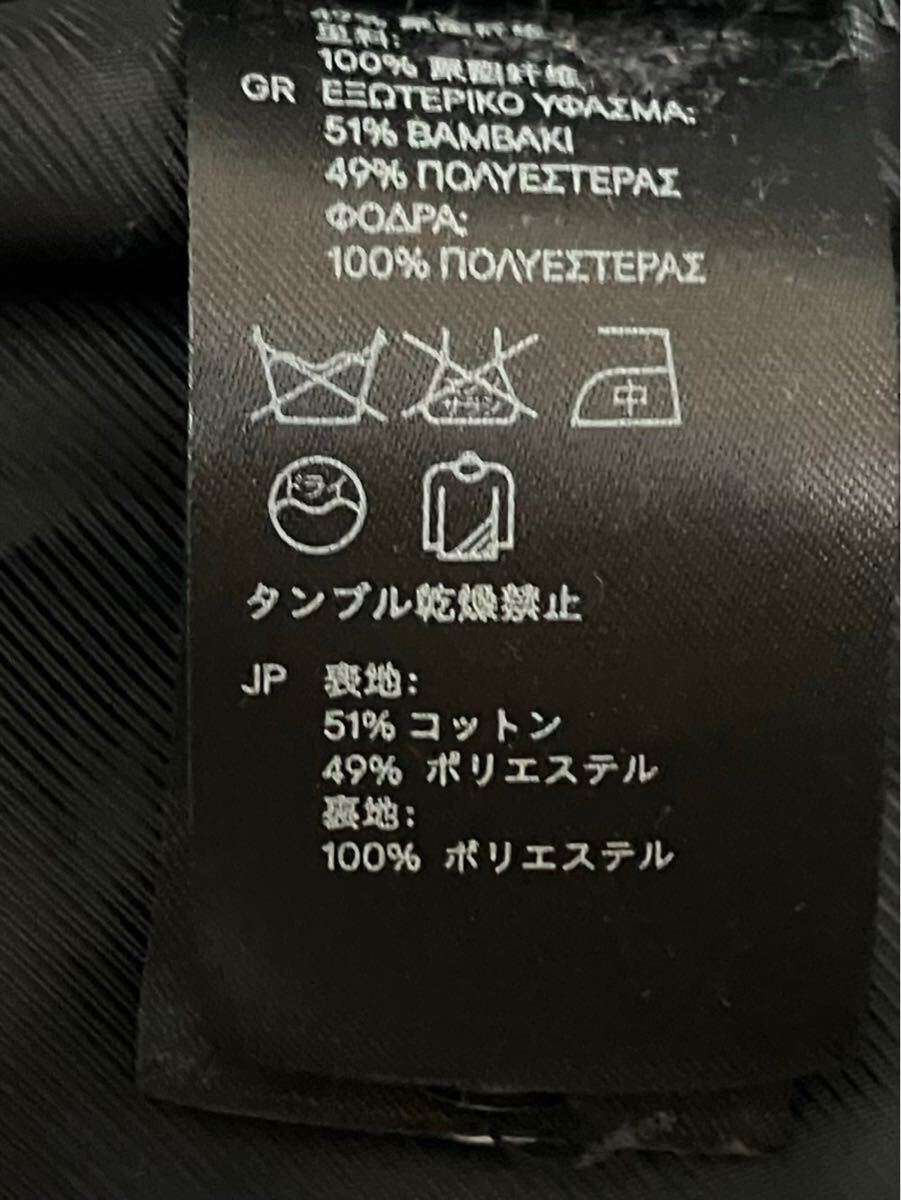 里料:
100% 聚酯纤维
GR ΕΞΩΤΕΡΙΚΟ ΥΦΑΣΜΑ:
51% ΒΑΜΒΑΚΙ
49% ΠΟΛΥΕΣΤΕΡΑΣ
ΦΟΔΡΑ:
100% ΠΟΛΥΕΣΤΕΡΑΣ
中
ドライ
タンブル乾燥禁止
JP 表地:
51% コットン
49% ポリエステル
裏地:
100% ポリエステル